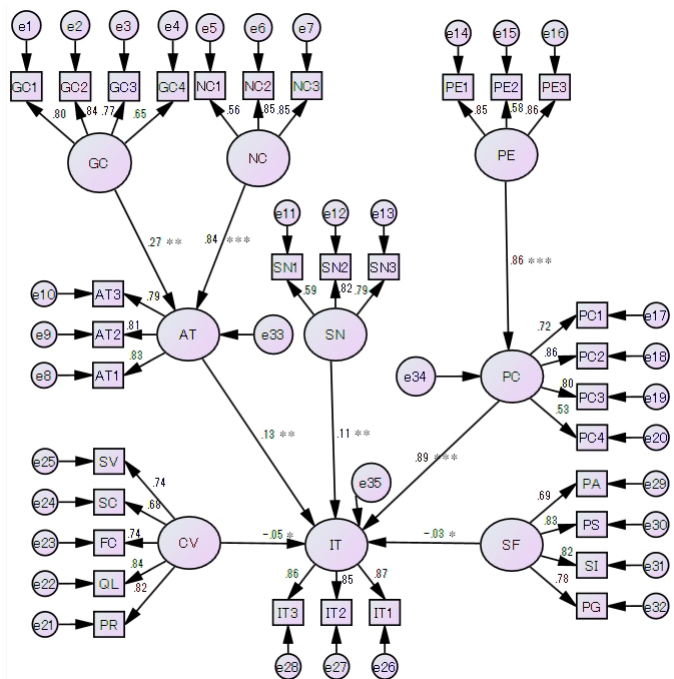 e1 e2 e3 e4 e5 e6 e7
e14 e15 e16
GC1 GC2 GC3 GC4 NC1 NC2 NC3
PE1 PE2 PE3
.80 .84 .77 .65 .56 .85 .85
.85 .58 .86
GC NC PE
e11 e12 e13
.27 ** .84 ***
SN1 SN2 SN3
.86 ***
.59 .82 .79
e10 AT3 .79
e9 AT2 .81 AT e33 SN
e8 AT1 .83
.72 PC1 e17
.86 PC2 e18
e34 PC .80 PC3 e19
.53 PC4 e20
.13 ** .11 ** .89 ***
e25 SV .74
e24 SC .68
e35
.69 PA e29
e23 FC .74 CV -.05 * IT -.03 * SF .83 PS e30
e22 QL .84
.82 SI e31
e21 PR .82
.78 PG e32
.86 .85 .87
IT3 IT2 IT1
e28 e27 e26